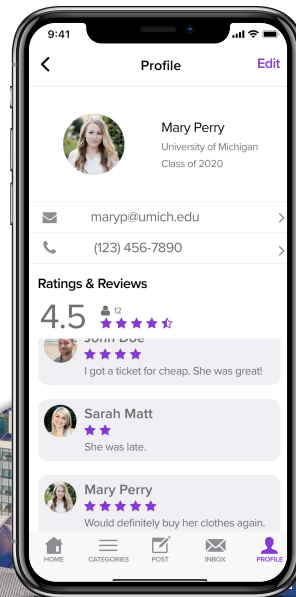 9:41
Profile
Edit
Mary Perry
University of Michigan
Class of 2020
maryp@umich.edu
(123) 456-7890
Ratings & Reviews
4.5
12
John Doe
I got a ticket for cheap. She was great!
Sarah Matt
She was late.
Mary Perry
Would definitely buy her clothes again.
HOME CATEGORIES POST INBOX PROFILE